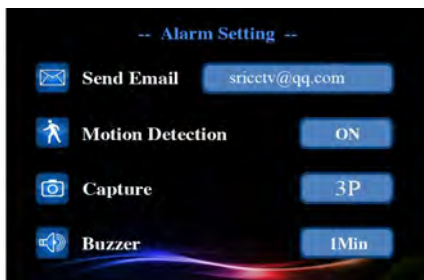 -- Alarm Setting --
Send Email sricctv@qq.com
Motion Detection ON
Capture 3P
Buzzer 1Min